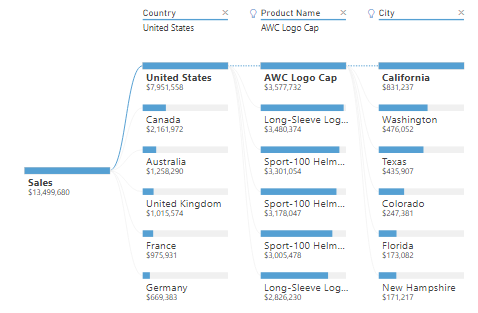 Country ×
United States
Product Name ×
AWC Logo Cap
City ×
Sales
$13,499,680
United States
$7,951,558
Canada
$2,161,972
Australia
$1,258,290
United Kingdom
$1,015,574
France
$975,931
Germany
$669,383
AWC Logo Cap
$3,577,732
Long-Sleeve Log...
$3,480,374
Sport-100 Helm...
$3,301,054
Sport-100 Helm...
$3,178,047
Sport-100 Helm...
$3,005,478
Long-Sleeve Log...
$2,826,230
California
$831,237
Washington
$476,052
Texas
$435,907
Colorado
$247,381
Florida
$173,082
New Hampshire
$171,217